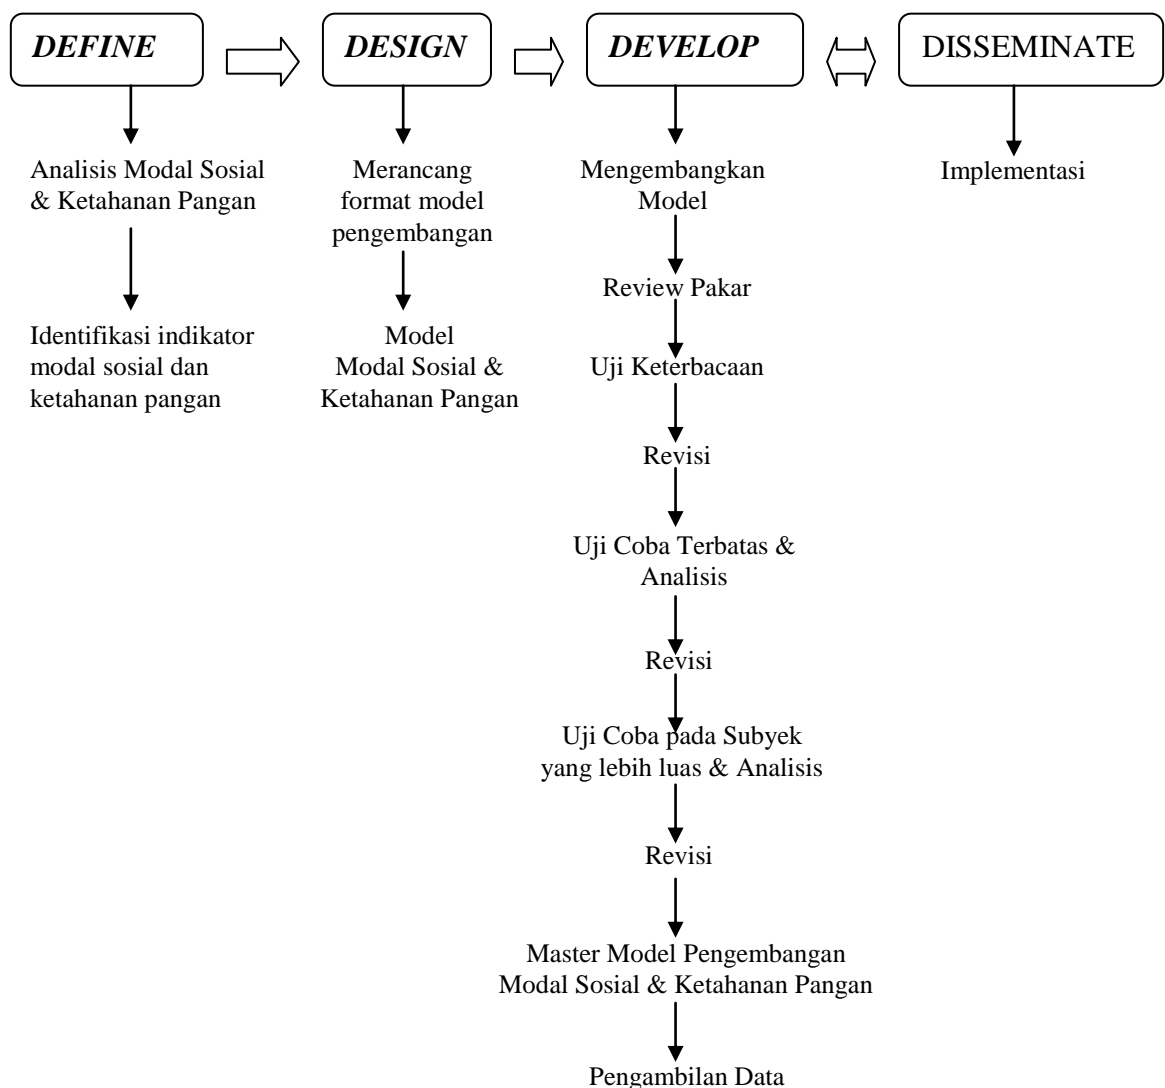 DEFINE
DESIGN
DEVELOP
DISSEMINATE
Analisis Modal Sosial
& Ketahanan Pangan
Identifikasi indikator
modal sosial dan
ketahanan pangan
Merancang
format model
pengembangan
Model
Modal Sosial &
Ketahanan Pangan
Mengembangkan
Model
Review Pakar
Uji Keterbacaan
Revisi
Uji Coba Terbatas &
Analisis
Revisi
Uji Coba pada Subyek
yang lebih luas & Analisis
Revisi
Master Model Pengembangan
Modal Sosial & Ketahanan Pangan
Pengambilan Data
Implementasi